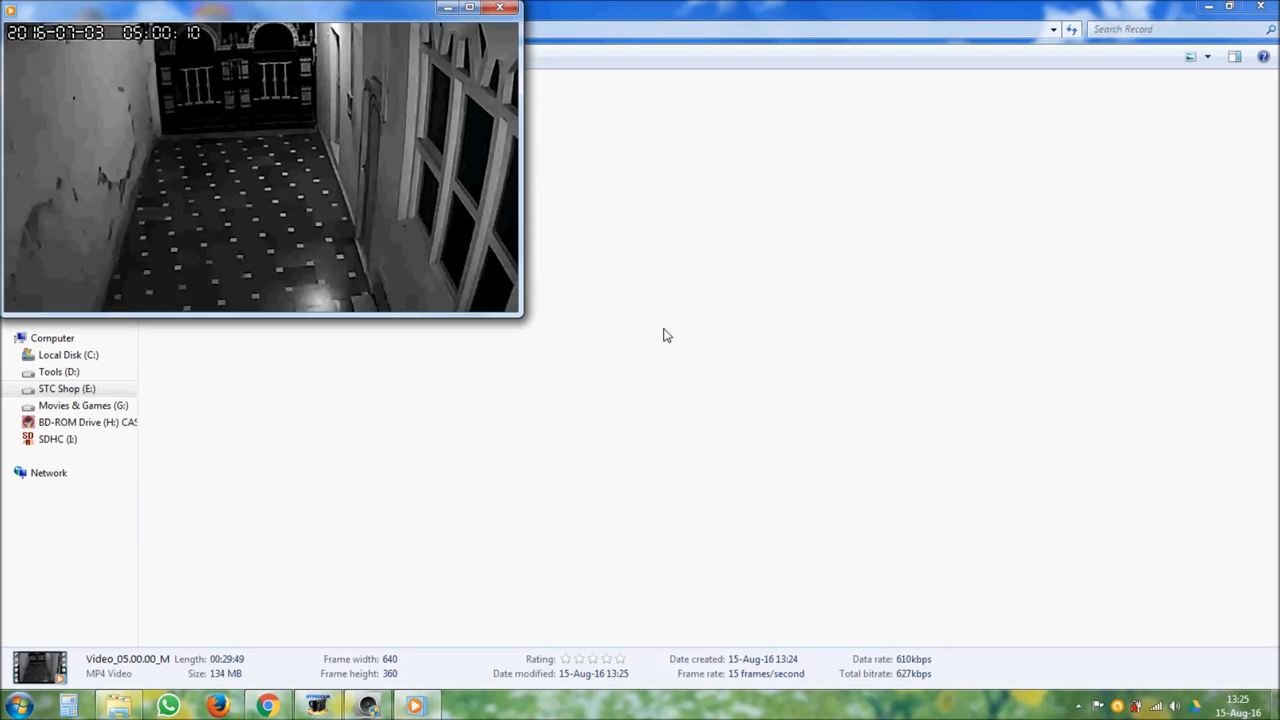 2016-07-03 05:00:10
Search Record
Computer
Local Disk (C:)
Tools (D:)
STC Shop (E:)
Movies & Games (G:)
BD-ROM Drive (H:) CAS
SDHC (I:)
Network
Video_05.00.00_M Length: 00:29:49 Frame width: 640 Rating: Date created: 15-Aug-16 13:24 Data rate: 610kbps
MP4 Video Size: 134 MB Frame height: 360 Date modified: 15-Aug-16 13:25 Frame rate: 15 frames/second Total bitrate: 627kbps
13:25
15-Aug-16